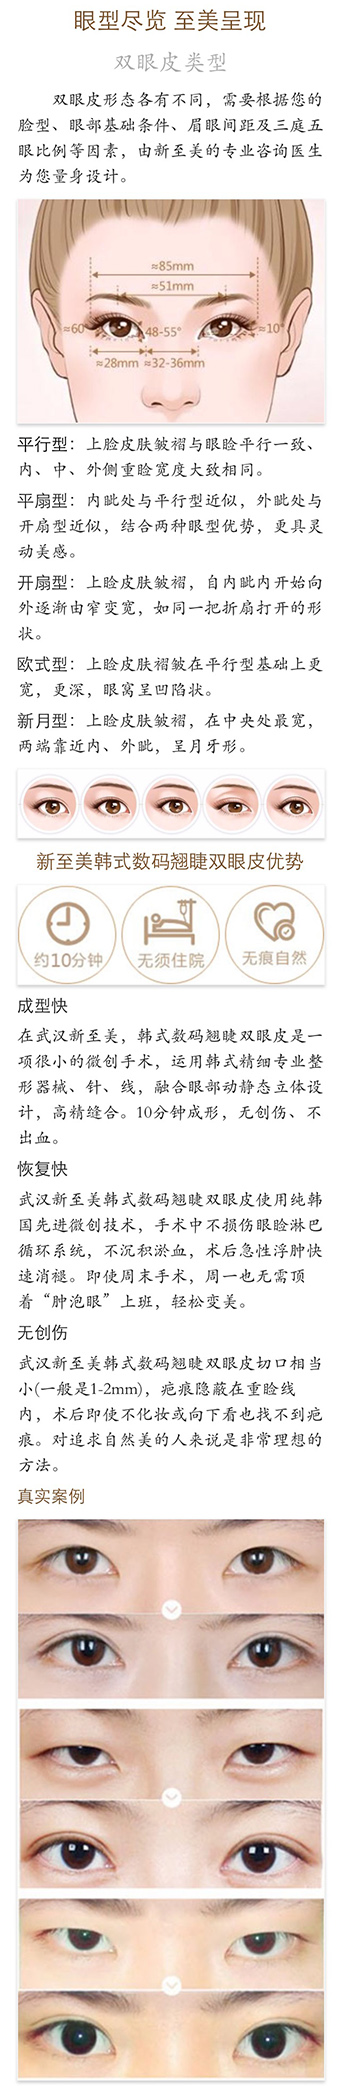 眼型尽览 至美呈现
双眼皮类型
双眼皮形态各有不同，需要根据您的
脸型、眼部基础条件、眉眼间距及三庭五
眼比例等因素，由新至美的专业咨询医生
为您量身设计。
≈85mm
≈51mm
≈60°
48-55°
≈10°
≈28mm
≈32-36mm
平行型：上脸皮肤皱褶与眼睑平行一致、
内、中、外侧重睑宽度大致相同。
平扇型：内眦处与平行型近似，外眦处与
开扇型近似，结合两种眼型优势，更具灵
动美感。
开扇型：上睑皮肤皱褶，自内眦内开始向
外逐渐由窄变宽，如同一把折扇打开的形
状。
欧式型：上睑皮肤褶皱在平行型基础上更
宽，更深，眼窝呈凹陷状。
新月型：上睑皮肤皱褶，在中央处最宽，
两端靠近内、外眦，呈月牙形。
新至美韩式数码翘睫双眼皮优势
约10分钟
无须住院
无痕自然
成型快
在武汉新至美，韩式数码翘睫双眼皮是一
项很小的微创手术，运用韩式精细专业整
形器械、针、线，融合眼部动静态立体设
计，高精缝合。10分钟成形，无创伤、不
出血。
恢复快
武汉新至美韩式数码翘睫双眼皮使用纯韩
国先进微创技术，手术中不损伤眼睑淋巴
循环系统，不沉积淤血，术后急性浮肿快
速消褪。即使周末手术，周一也无需顶
着“肿泡眼”上班，轻松变美。
无创伤
武汉新至美韩式数码翘睫双眼皮切口相当
小(一般是1-2mm)，疤痕隐蔽在重睑线
内，术后即使不化妆或向下看也找不到疤
痕。对追求自然美的人来说是非常理想的
方法。
真实案例